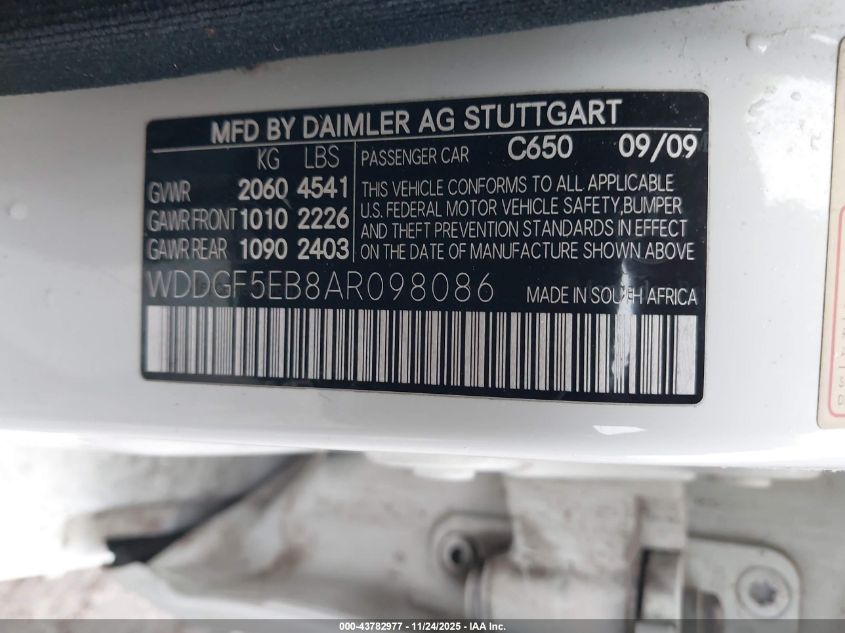 MFD BY DAIMLER AG STUTTGART
KG LBS
GVWR 2060 4541
GAWR FRONT 1010 2226
GAWR REAR 1090 2403
PASSENGER CAR C650 09/09
THIS VEHICLE CONFORMS TO ALL APPLICABLE
U.S. FEDERAL MOTOR VEHICLE SAFETY,BUMPER
AND THEFT PREVENTION STANDARDS IN EFFECT
ON THE DATE OF MANUFACTURE SHOWN ABOVE
WDDGF5EB8AR098086 MADE IN SOUTH AFRICA
000-43782977 - 11/24/2025 - IAA Inc.